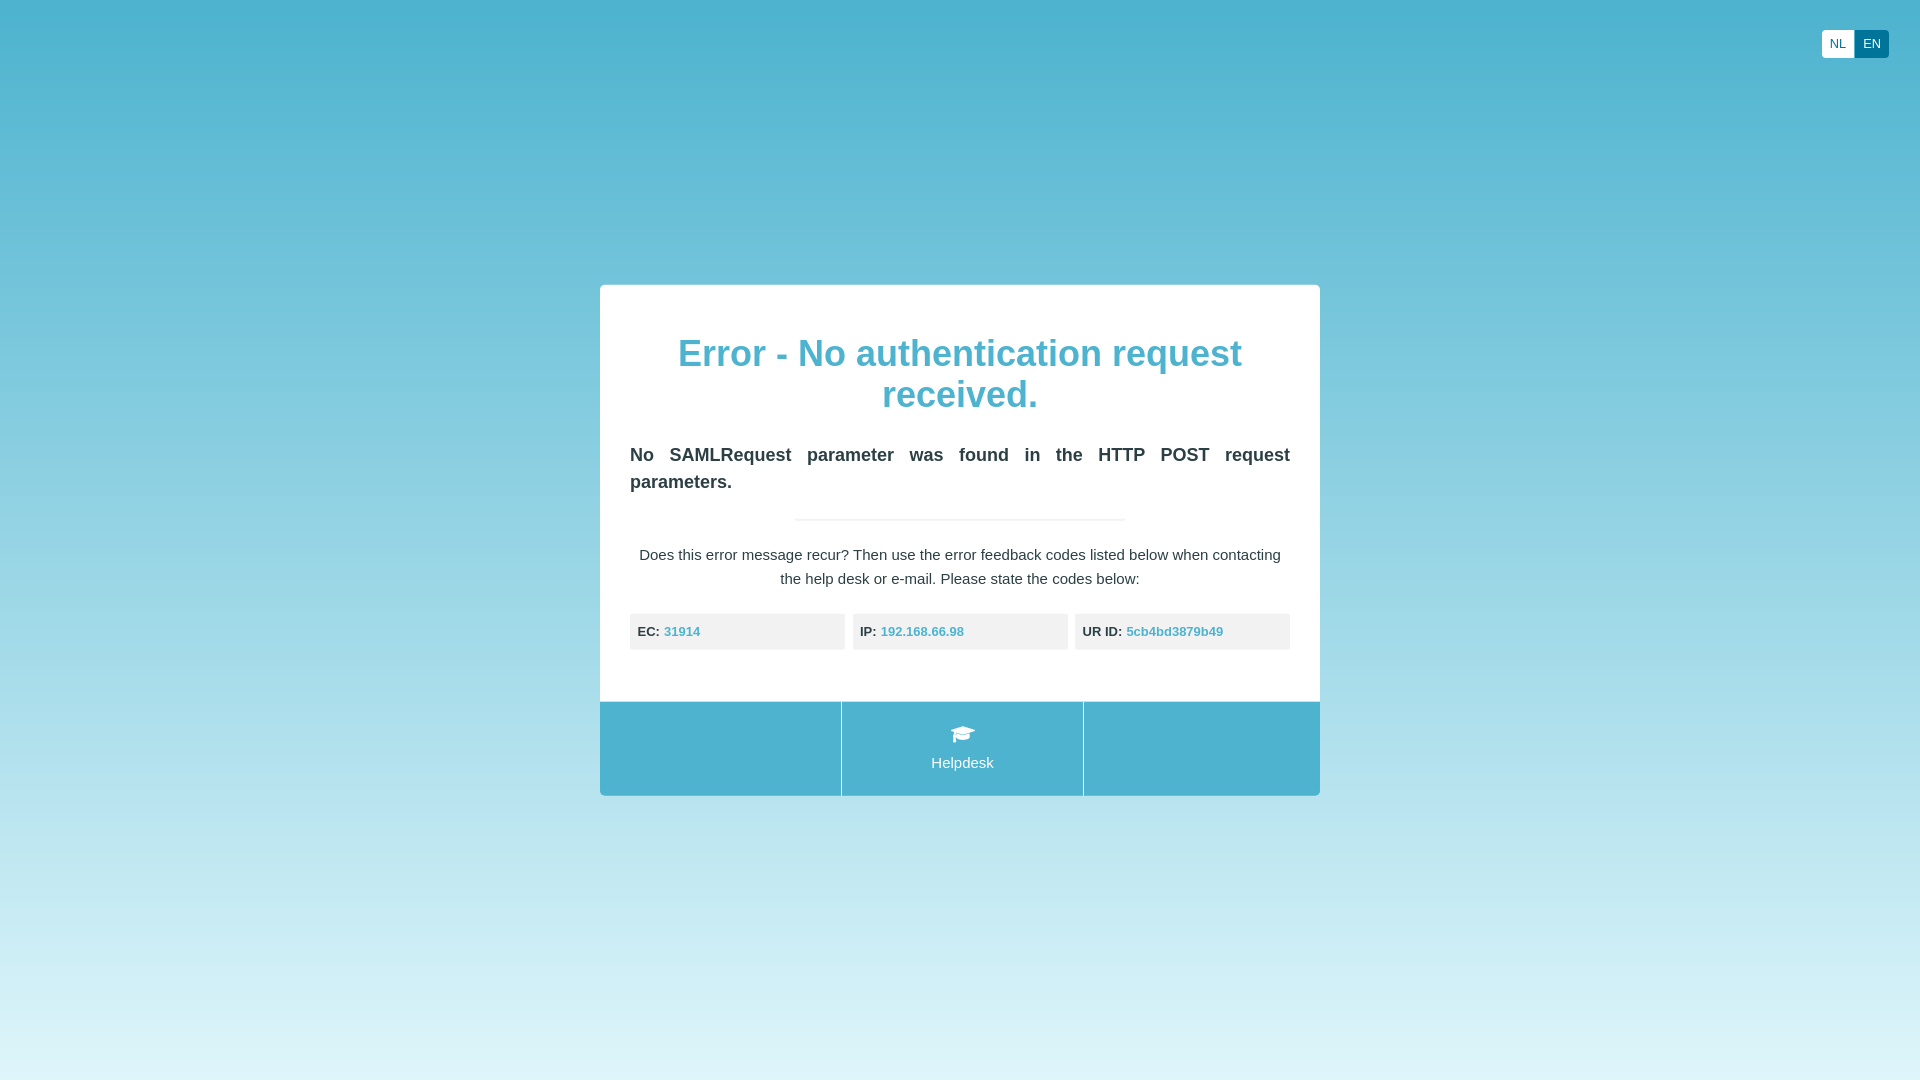 NL EN
Error - No authentication request
received.
No SAMLRequest parameter was found in the HTTP POST request
parameters.
Does this error message recur? Then use the error feedback codes listed below when contacting
the help desk or e-mail. Please state the codes below:
EC: 31914 IP: 192.168.66.98 UR ID: 5cb4bd3879b49
Helpdesk